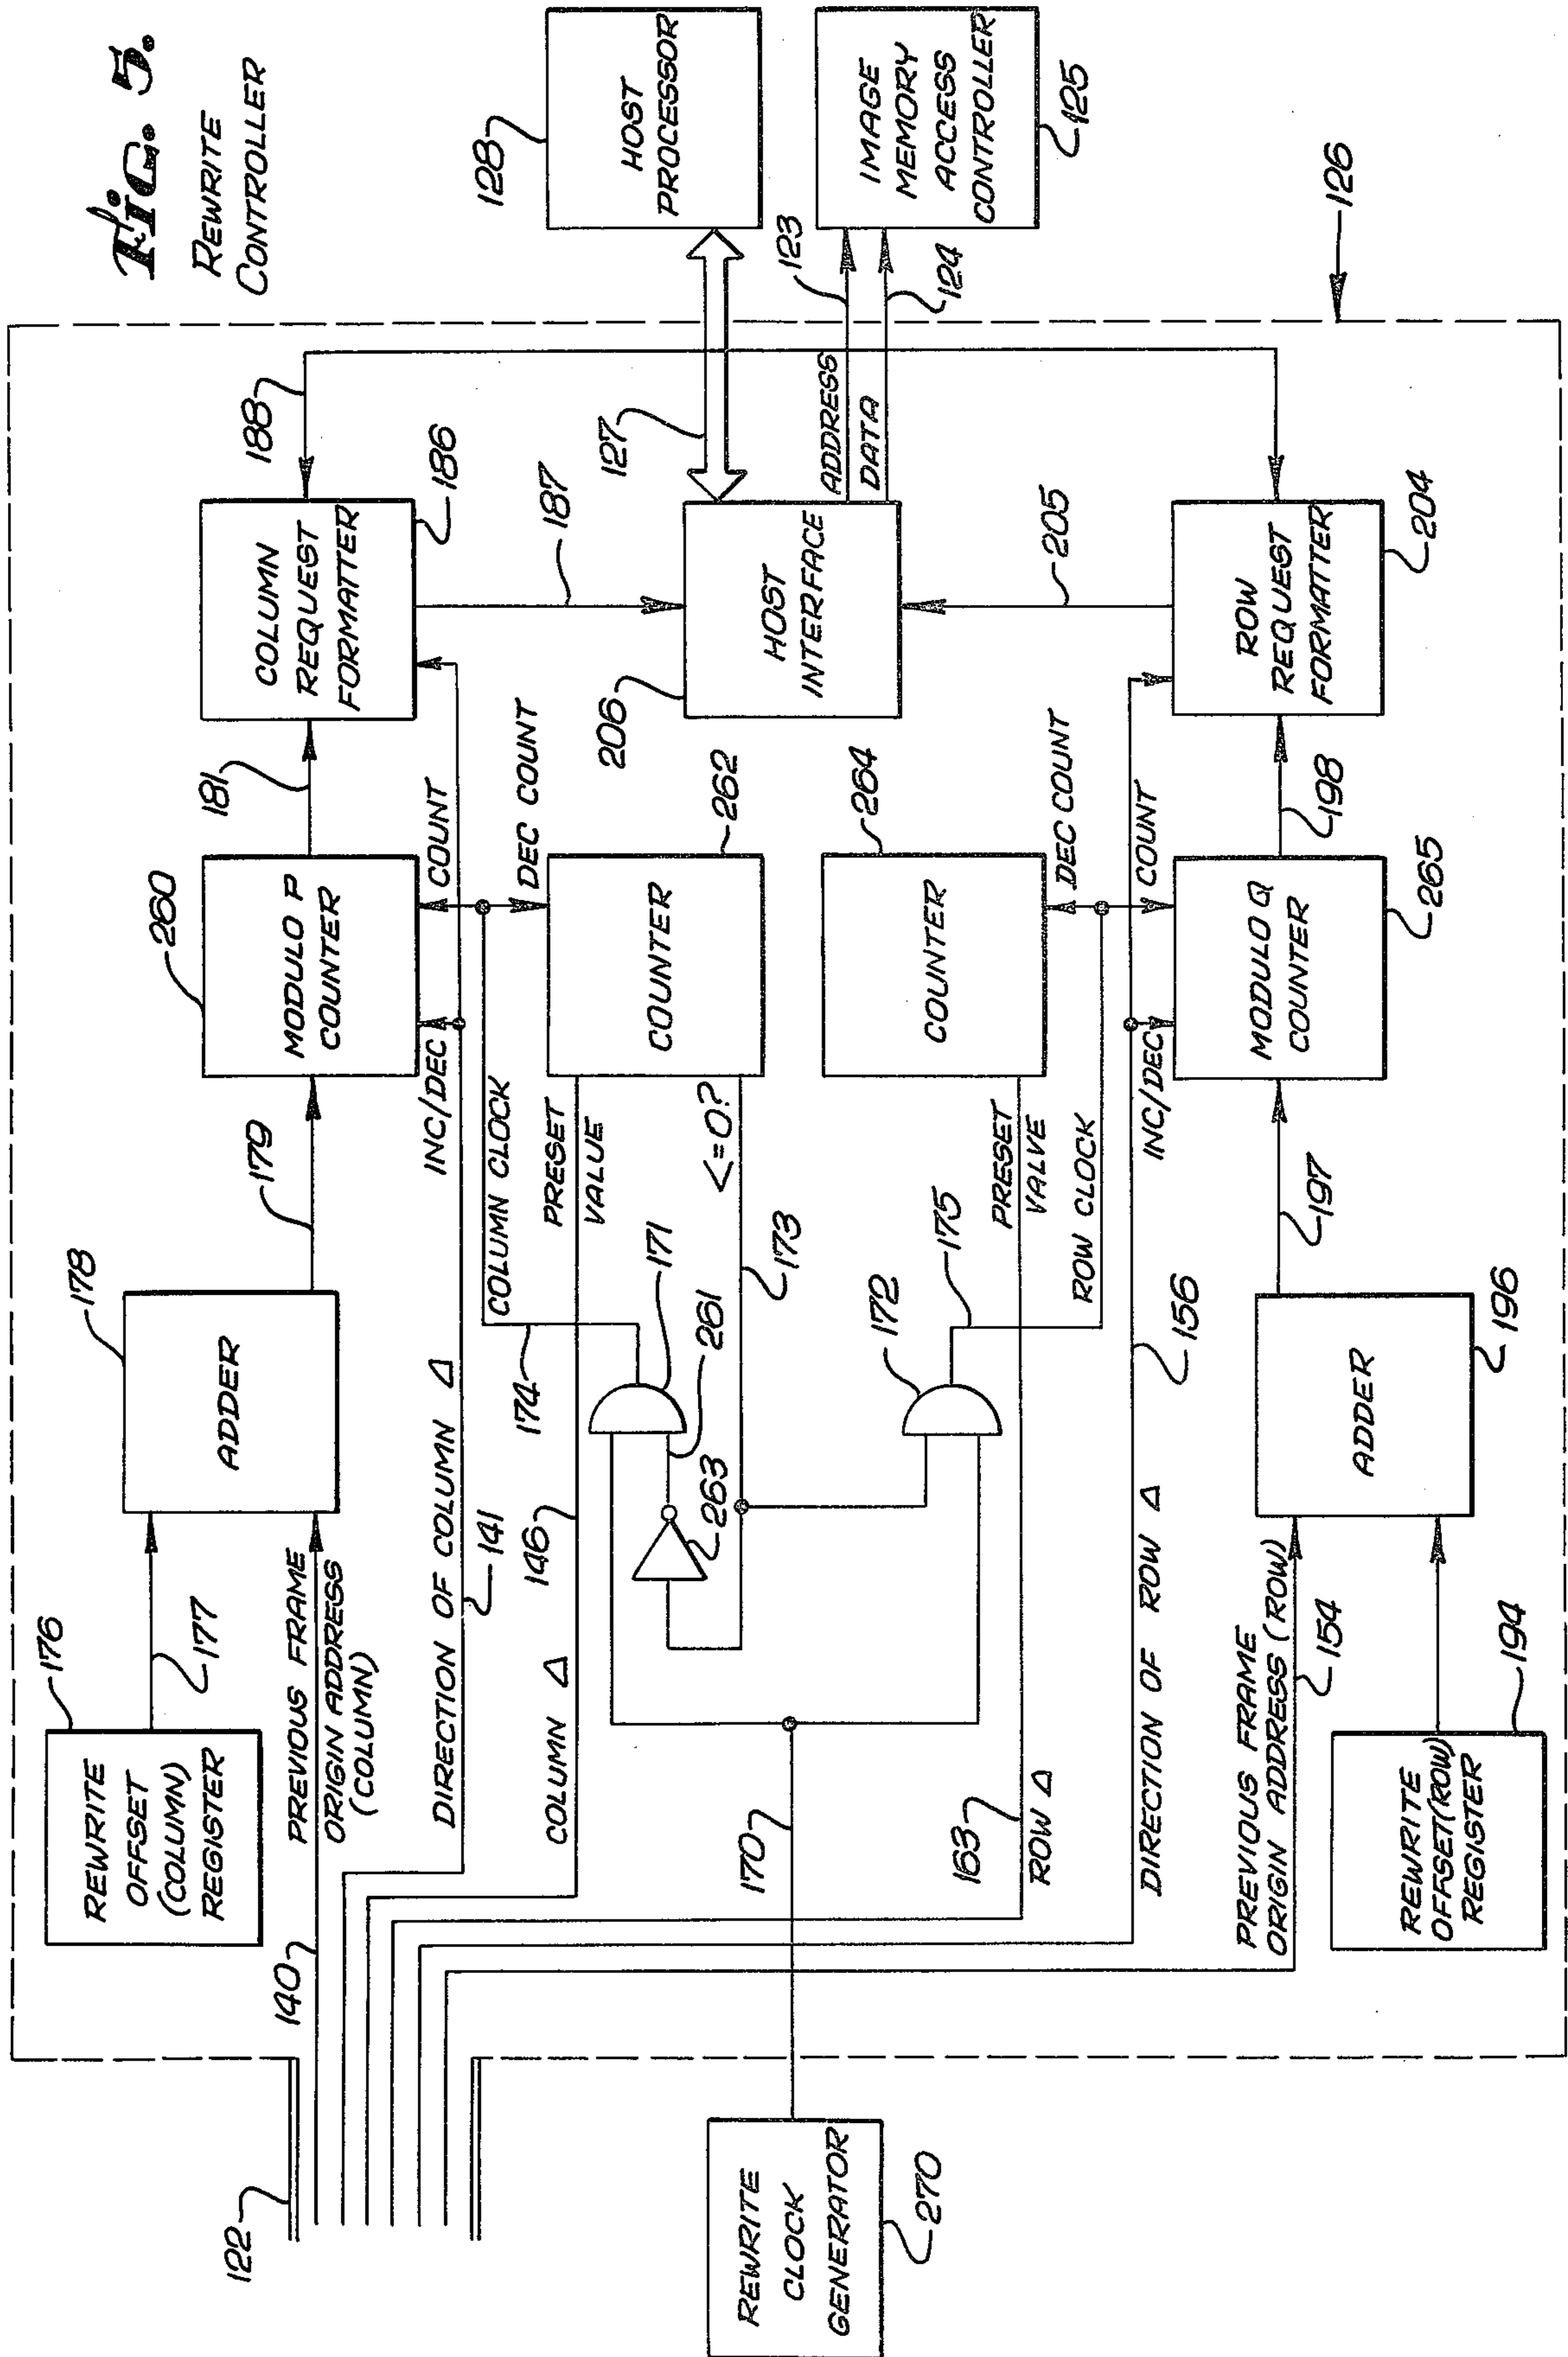 Fig. 5.
REWRITE
CONTROLLER
122
140
176
REWRITE
OFFSET
(COLUMN)
REGISTER
177
PREVIOUS FRAME
ORIGIN ADDRESS
(COLUMN)
178
ADDER
179
260
MODULO P
COUNTER
181
COLUMN
REQUEST
FORMATTER
186
188
128
HOST
PROCESSOR
DIRECTION OF COLUMN Δ
141
INC/DEC
COUNT
187
COLUMN CLOCK
174
COLUMN Δ
146
PRESET
VALUE
DEC COUNT
COUNTER
262
<=0?
171
261
263
173
206
HOST
INTERFACE
127
ADDRESS
DATA
123
124
IMAGE
MEMORY
ACCESS
CONTROLLER
125
REWRITE
CLOCK
GENERATOR
270
170
172
175
264
COUNTER
163
ROW Δ
PRESET
VALVE
ROW CLOCK
DEC COUNT
205
DIRECTION OF ROW Δ
156
INC/DEC
COUNT
PREVIOUS FRAME
ORIGIN ADDRESS (ROW)
154
REWRITE
OFFSET(ROW)
REGISTER
194
ADDER
196
197
MODULO Q
COUNTER
265
198
ROW
REQUEST
FORMATTER
204
126